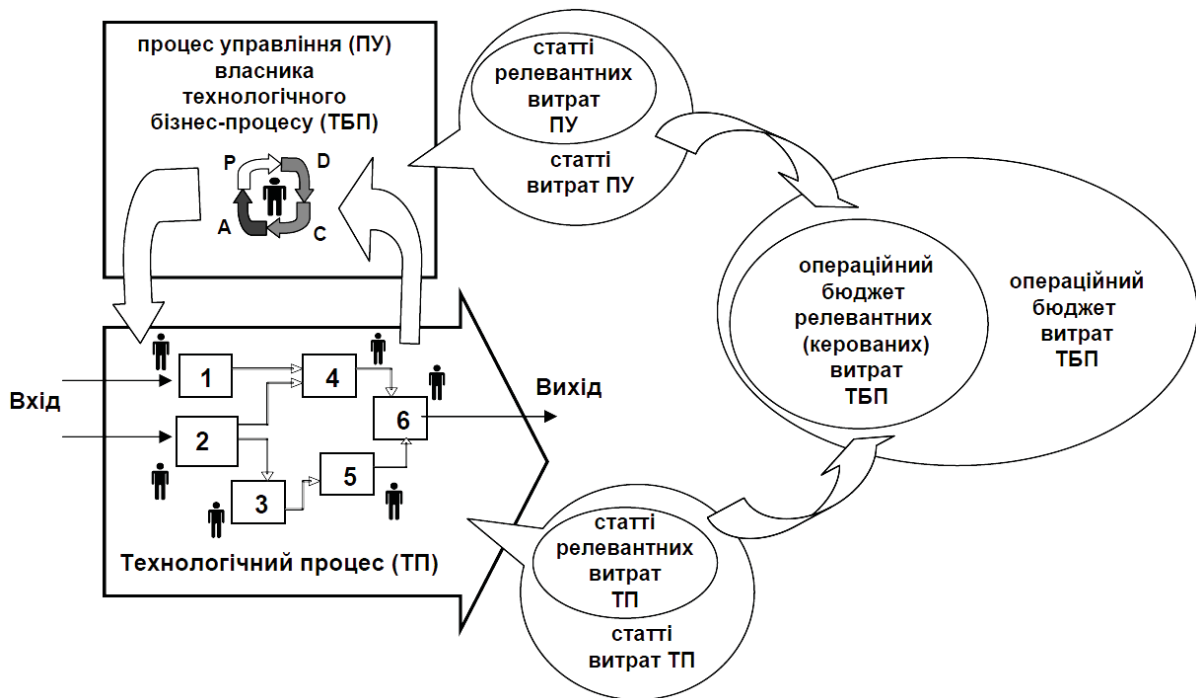 процес управління (ПУ)
власника
технологічного
бізнес-процесу (ТБП)
P
D
A
C
статті
релевантних
витрат
ПУ
статті
витрат ПУ
операційний
бюджет
релевантних
(керованих)
витрат
ТБП
операційний
бюджет
витрат
ТБП
Вхід
1
4
2
6
3
5
Вихід
Технологічний процес (ТП)
статті
релевантних
витрат
ТП
статті
витрат ТП